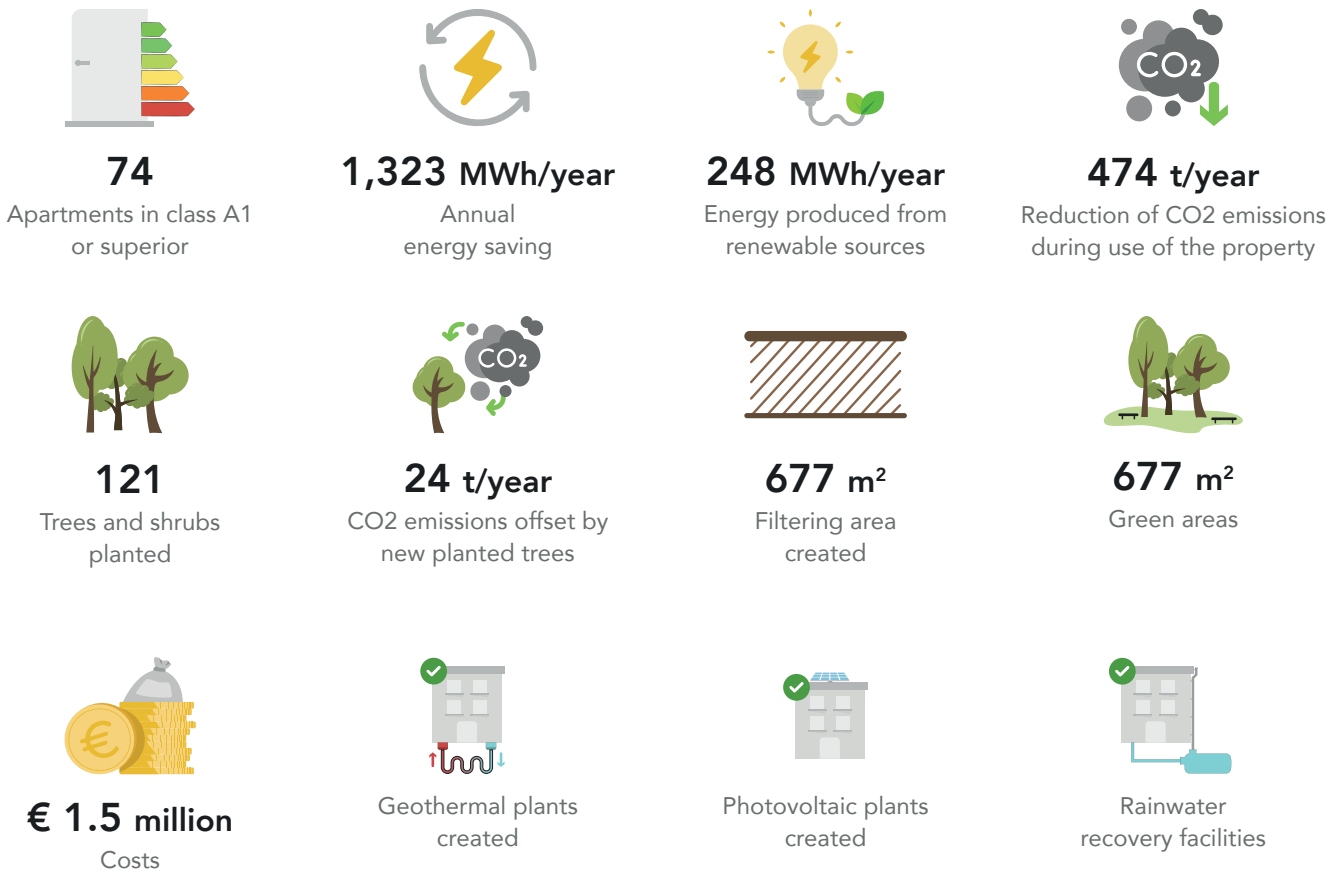 74
Apartments in class A1
or superior
1,323 MWh/year
Annual
energy saving
248 MWh/year
Energy produced from
renewable sources
CO2
474 t/year
Reduction of CO2 emissions
during use of the property
121
Trees and shrubs
planted
CO2
24 t/year
CO2 emissions offset by
new planted trees
677 m²
Filtering area
created
677 m²
Green areas
€
€ 1.5 million
Costs
Geothermal plants
created
Photovoltaic plants
created
Rainwater
recovery facilities